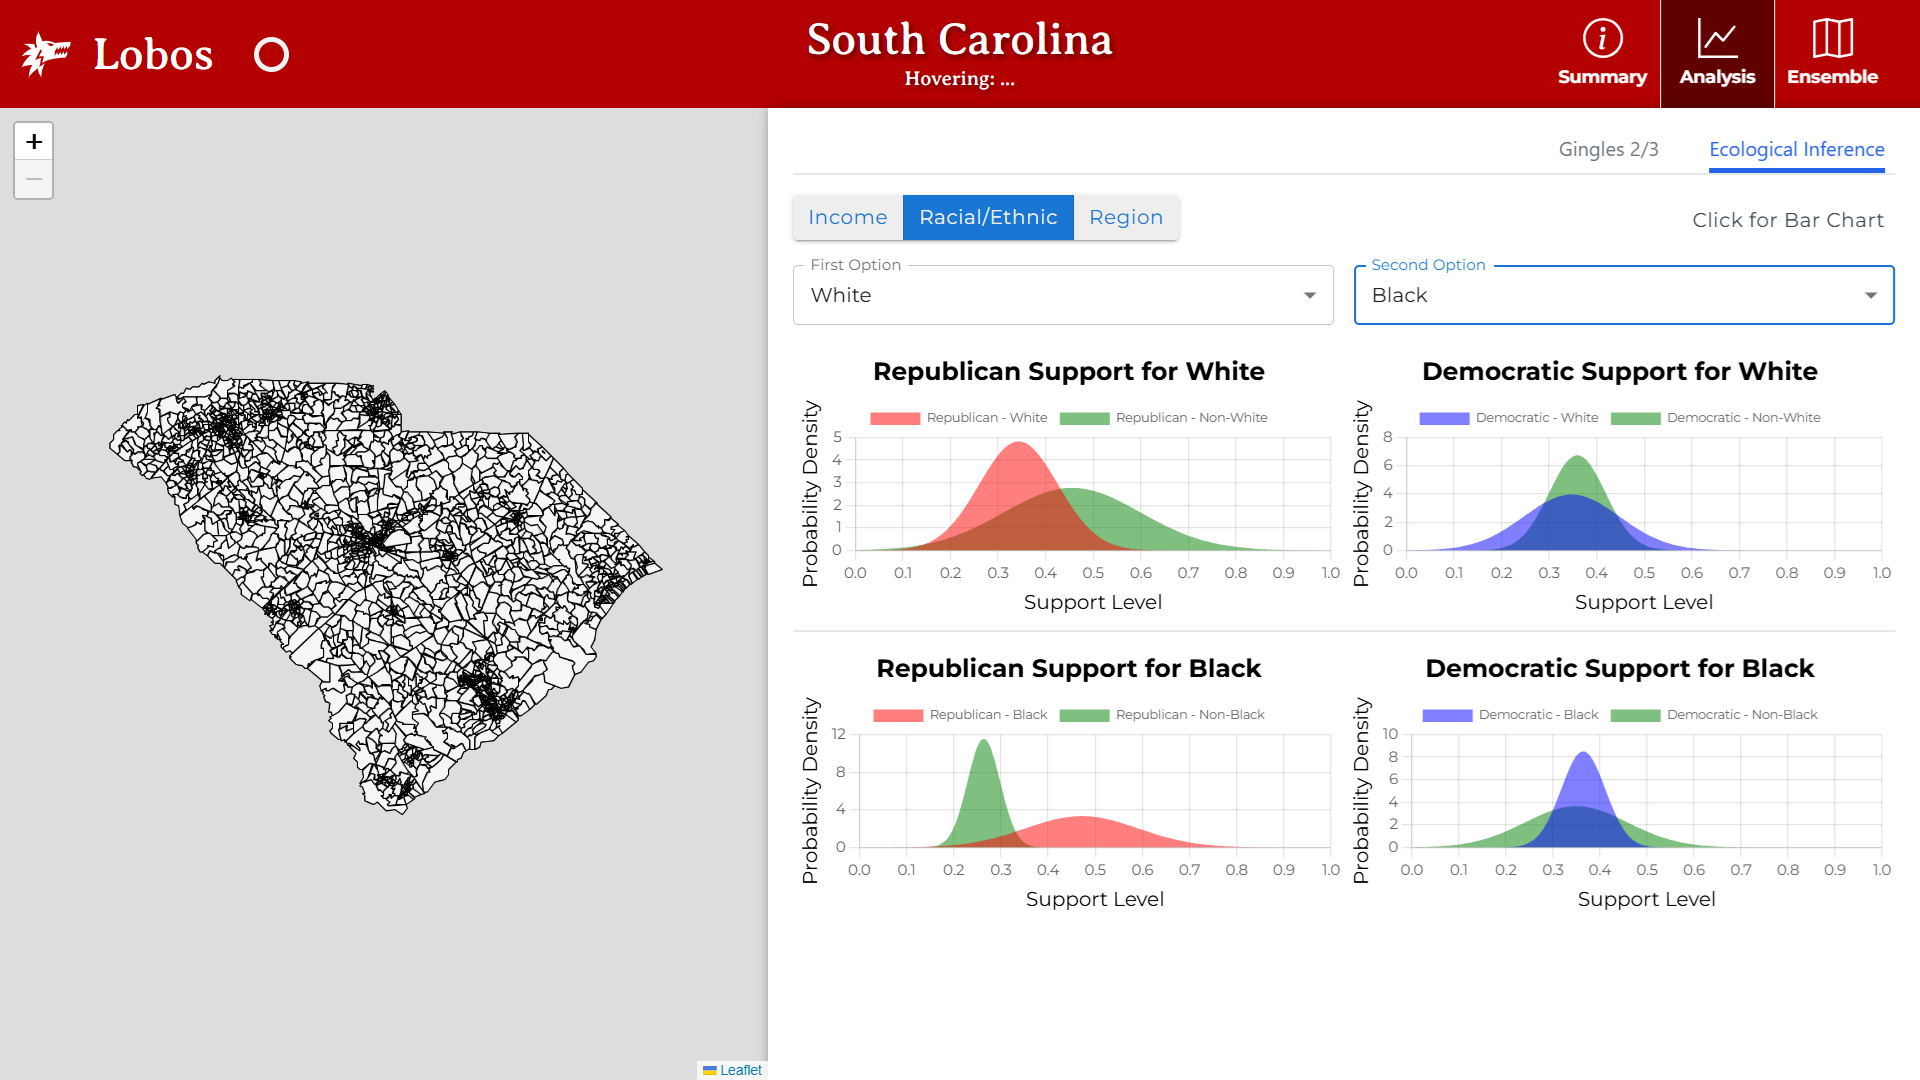 Lobos
South Carolina
Hovering: ...
Summary
Analysis
Ensemble
+
−
Leaflet
Gingles 2/3
Ecological Inference
Income
Racial/Ethnic
Region
Click for Bar Chart
First Option
White
Second Option
Black
Republican Support for White
Republican - White
Republican - Non-White
Probability Density
5
4
3
2
1
0
0.0 0.1 0.2 0.3 0.4 0.5 0.6 0.7 0.8 0.9 1.0
Support Level
Democratic Support for White
Democratic - White
Democratic - Non-White
Probability Density
8
6
4
2
0
0.0 0.1 0.2 0.3 0.4 0.5 0.6 0.7 0.8 0.9 1.0
Support Level
Republican Support for Black
Republican - Black
Republican - Non-Black
Probability Density
12
8
4
0
0.0 0.1 0.2 0.3 0.4 0.5 0.6 0.7 0.8 0.9 1.0
Support Level
Democratic Support for Black
Democratic - Black
Democratic - Non-Black
Probability Density
10
8
6
4
2
0
0.0 0.1 0.2 0.3 0.4 0.5 0.6 0.7 0.8 0.9 1.0
Support Level